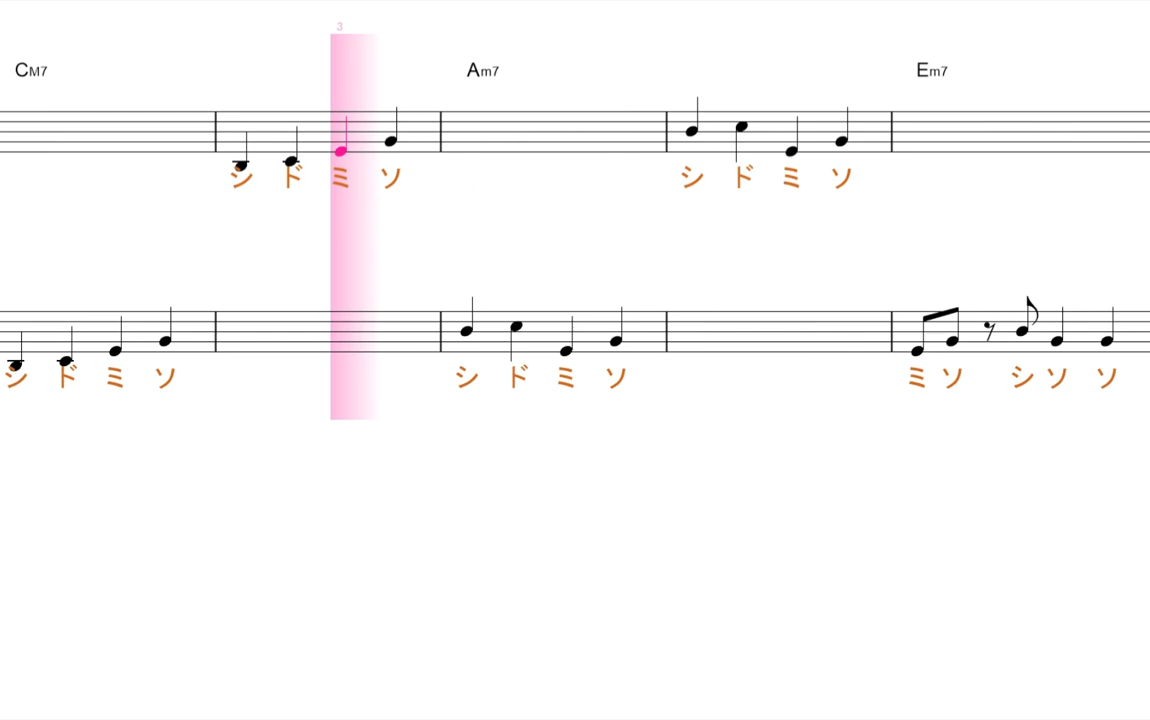 3
CM7 Am7 Em7
シ ド ミ ソ シ ド ミ ソ
シ ド ミ ソ シ ド ミ ソ ミ ソ シ ソ ソ